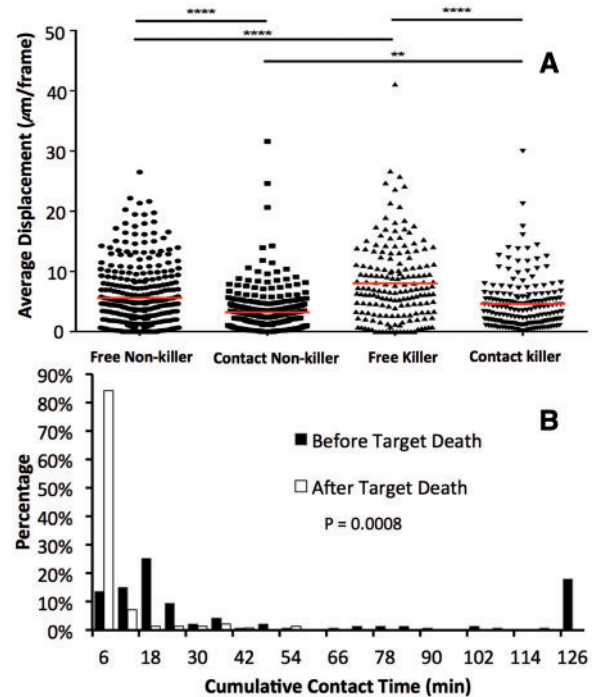 **** ****
****
**
A
50
40
30
20
10
0
Average Displacement (µm/frame)
Free Non-killer Contact Non-killer Free Killer Contact killer
B
90%
80%
70%
60%
50%
40%
30%
20%
10%
0%
Percentage
Before Target Death
After Target Death
P = 0.0008
6 18 30 42 54 66 78 90 102 114 126
Cumulative Contact Time (min)